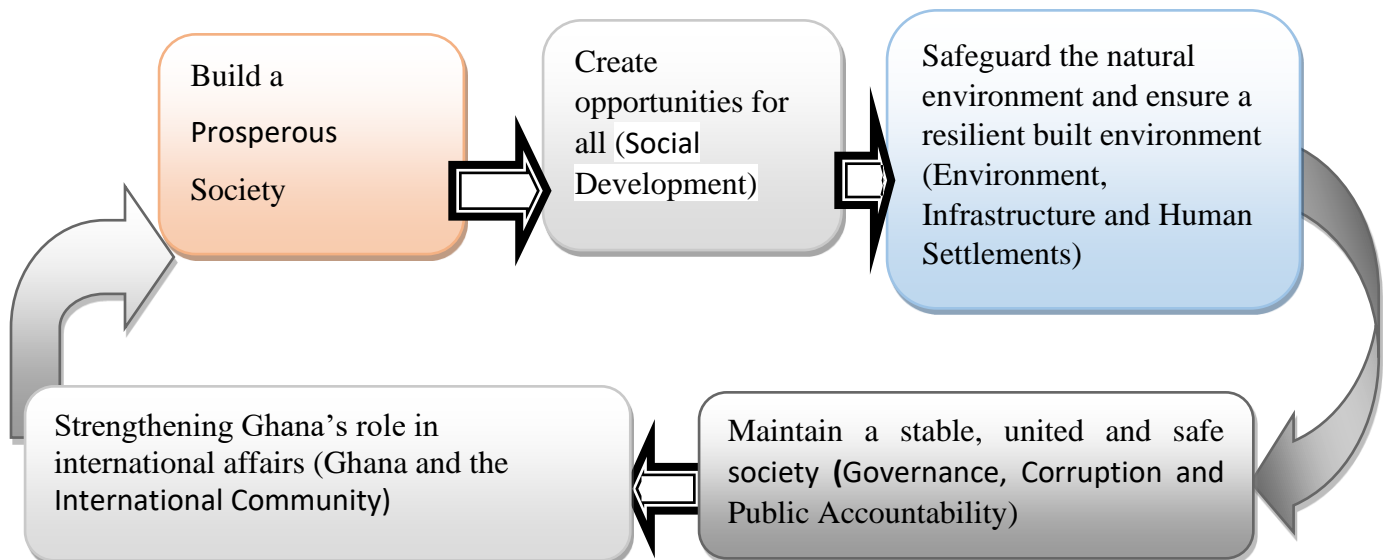 Build a
Prosperous
Society
Create
opportunities for
all (Social
Development)
Safeguard the natural
environment and ensure a
resilient built environment
(Environment,
Infrastructure and Human
Settlements)
Strengthening Ghana’s role in
international affairs (Ghana and the
International Community)
Maintain a stable, united and safe
society (Governance, Corruption and
Public Accountability)